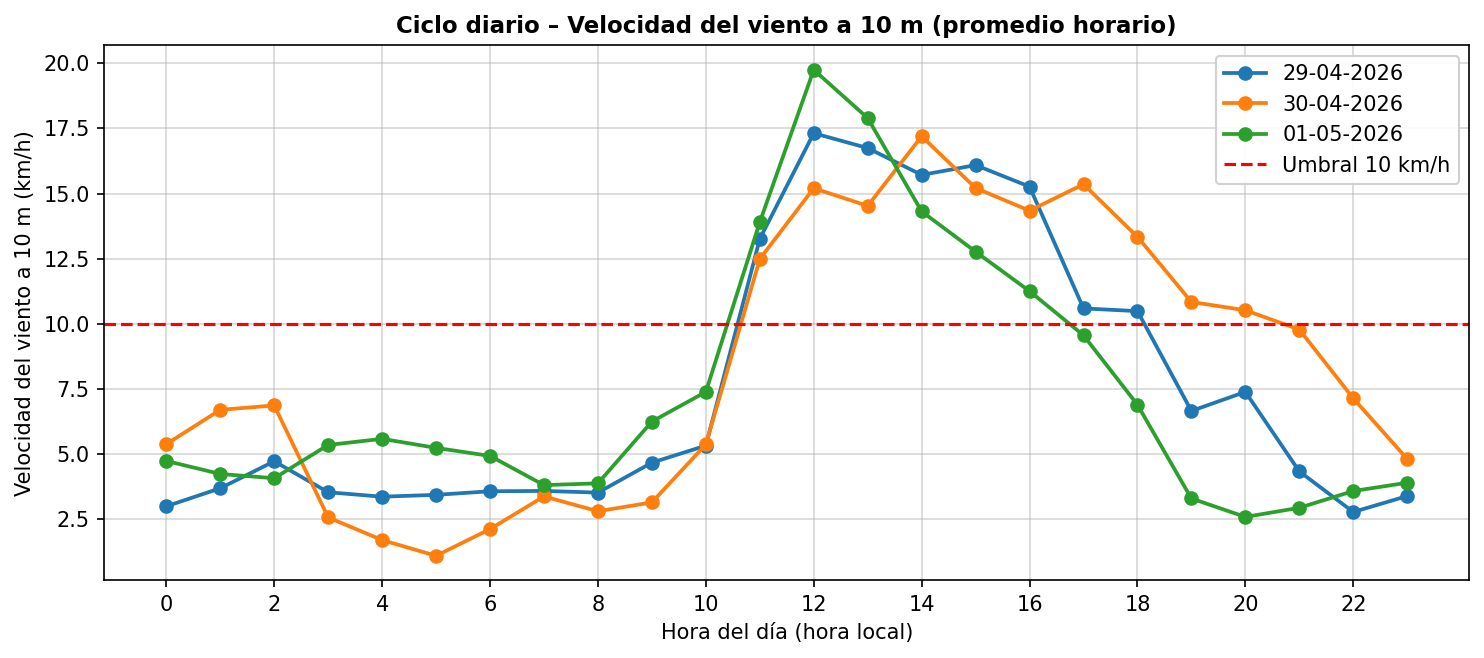 Ciclo diario – Velocidad del viento a 10 m (promedio horario)
Velocidad del viento a 10 m (km/h)
20.0
17.5
15.0
12.5
10.0
7.5
5.0
2.5
29-04-2026
30-04-2026
01-05-2026
Umbral 10 km/h
0 2 4 6 8 10 12 14 16 18 20 22
Hora del día (hora local)